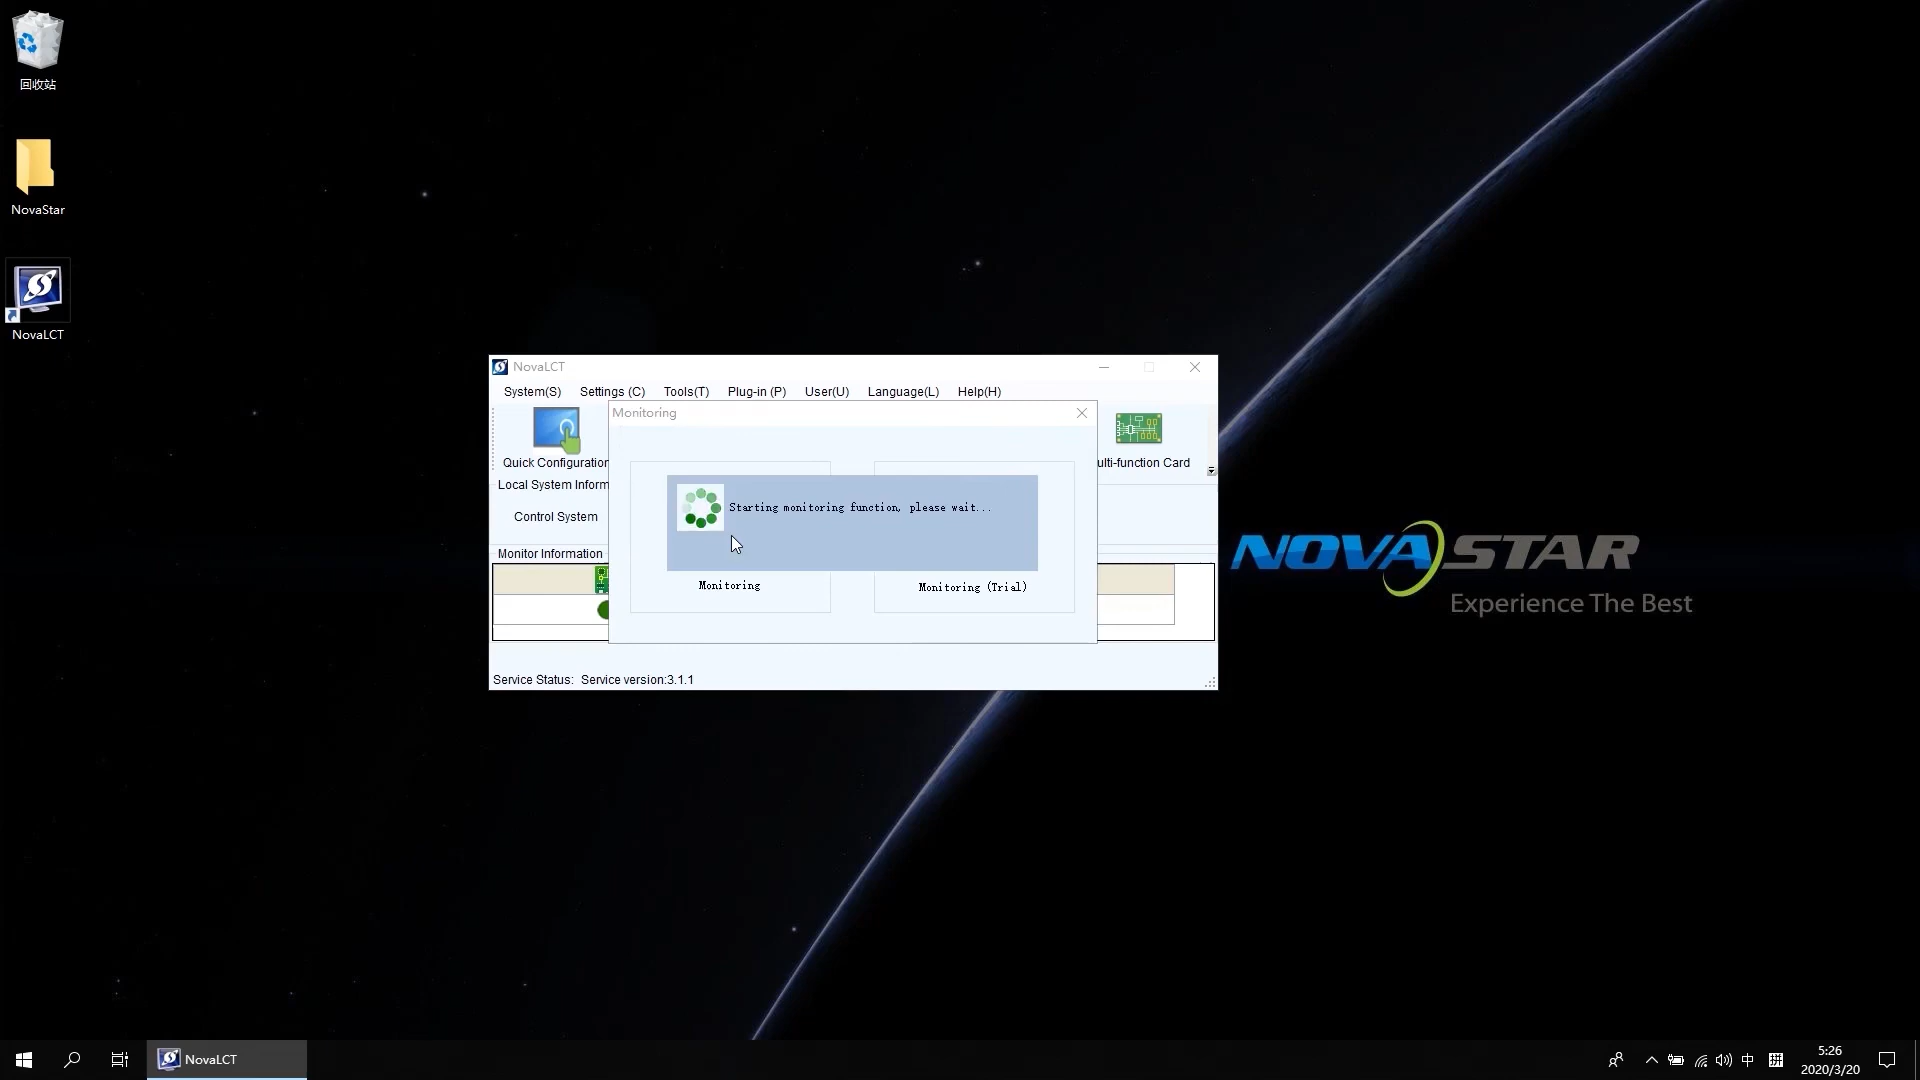 回收站
NovaStar
NovaLCT
NovaLCT
System(S) Settings (C) Tools(T) Plug-in (P) User(U) Language(L) Help(H)
Monitoring
Quick Configuration
ulti-function Card
Local System Inform
Starting monitoring function, please wait...
Control System
Monitor Information
Monitoring
Monitoring (Trial)
Service Status: Service version:3.1.1
NOVASTAR
Experience The Best
NovaLCT
中
拼
5:26
2020/3/20